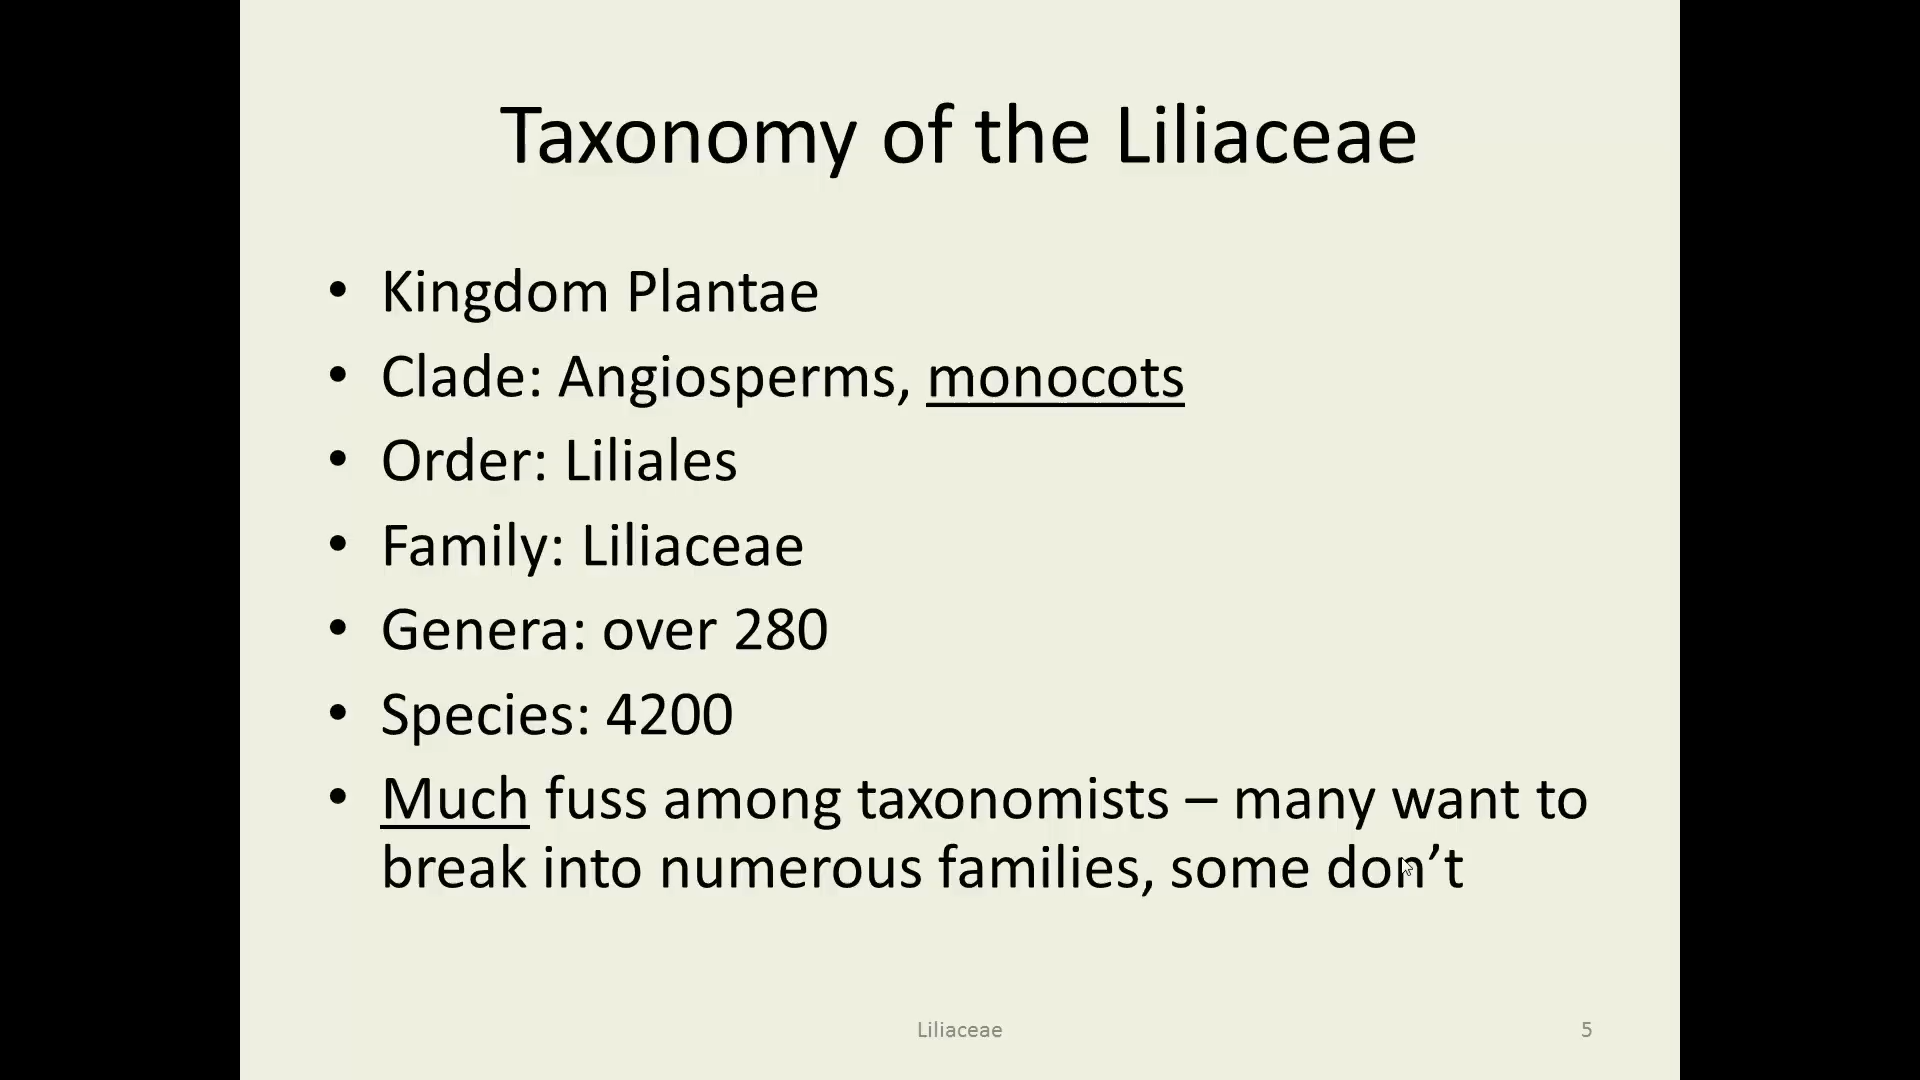 Taxonomy of the Liliaceae
• Kingdom Plantae
• Clade: Angiosperms, monocots
• Order: Liliales
• Family: Liliaceae
• Genera: over 280
• Species: 4200
• Much fuss among taxonomists – many want to
break into numerous families, some don’t
Liliaceae
5